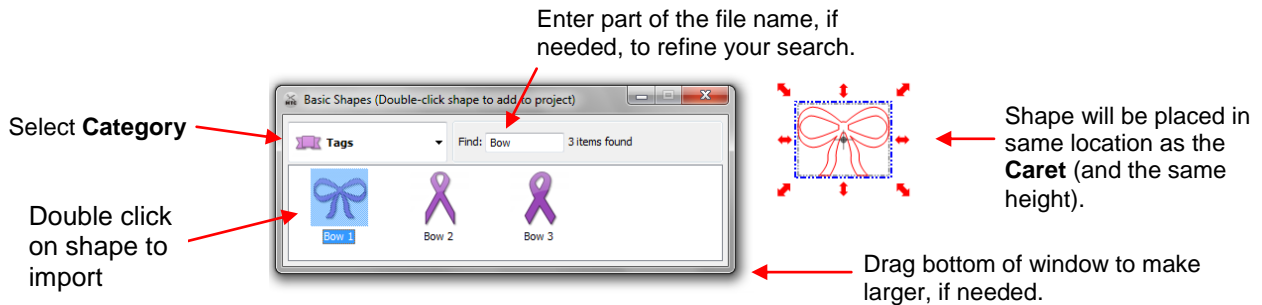 Enter part of the file name, if
needed, to refine your search.
Basic Shapes (Double-click shape to add to project)
Select Category
Tags
Find: Bow
3 items found
Shape will be placed in
same location as the
Caret (and the same
height).
Double click
on shape to
import
Bow 1
Bow 2
Bow 3
Drag bottom of window to make
larger, if needed.